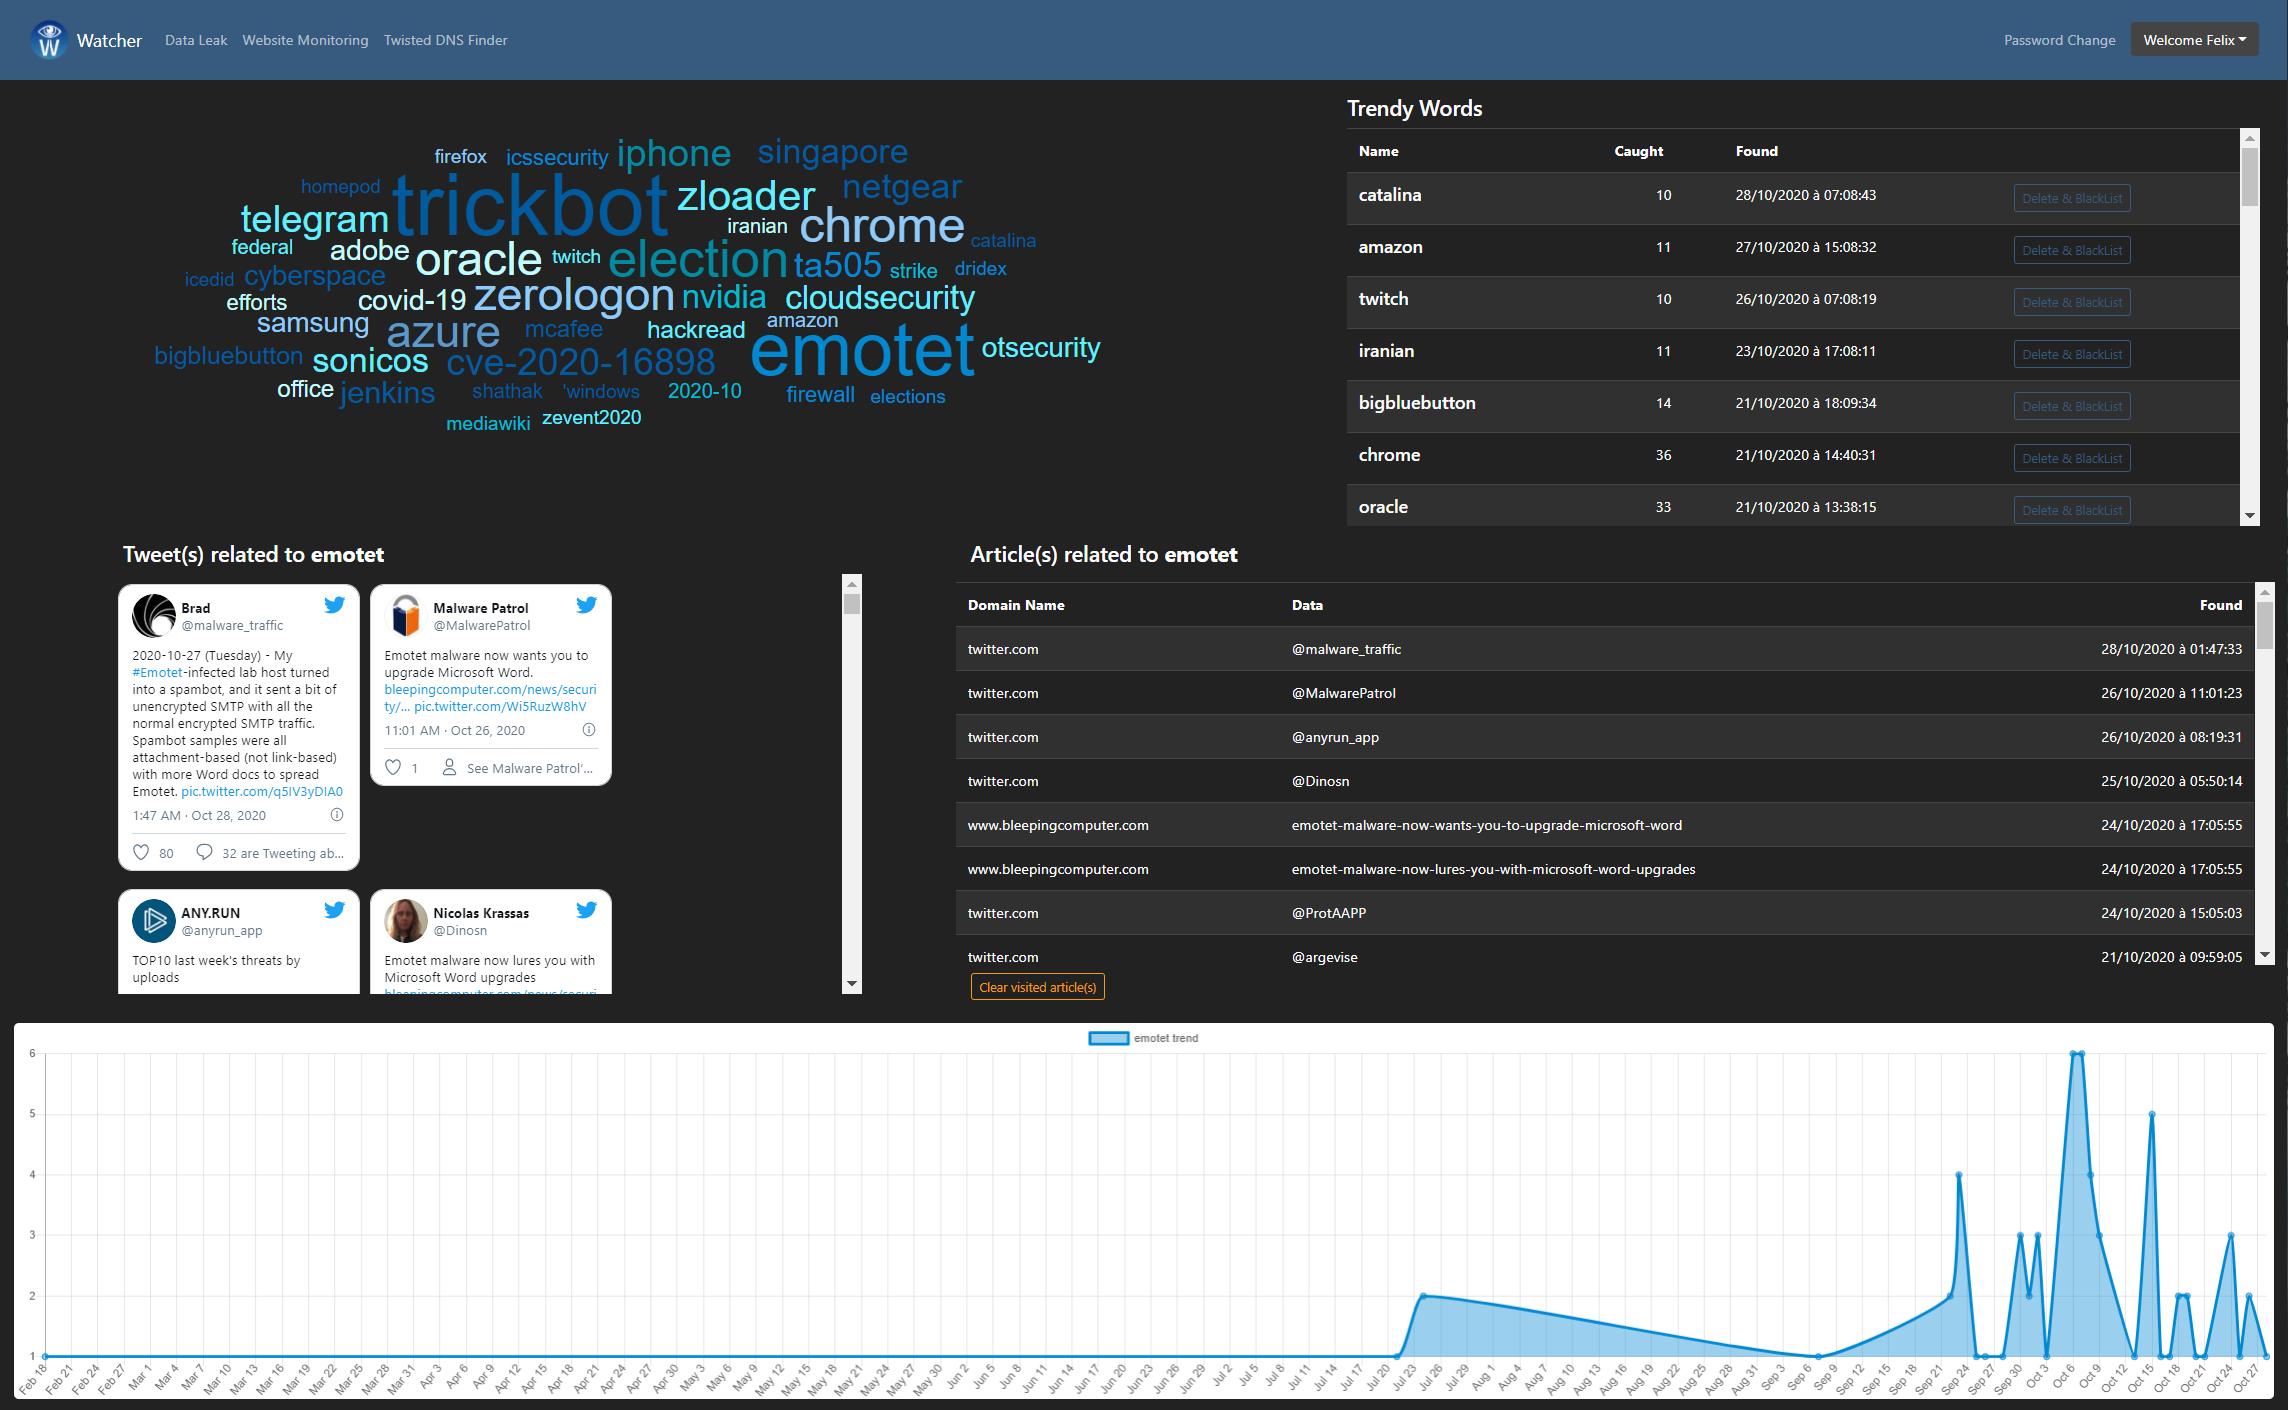 Watcher Data Leak Website Monitoring Twisted DNS Finder Password Change Welcome Felix
firefox icssecurity iphone singapore
homepod trickbot zloader netgear
telegram iranian chrome
federal adobe oracle twitch election ta505 strike catalina
icedid cyberspace dridex
efforts covid-19 zerologon nvidia cloudsecurity
samsung azure mcafee hackread amazon
bigbluebutton sonicos cve-2020-16898 emotet otsecurity
office jenkins shathak 'windows 2020-10 firewall elections
mediawiki zevent2020
Trendy Words
Name Caught Found
catalina 10 28/10/2020 à 07:08:43 Delete & BlackList
amazon 11 27/10/2020 à 15:08:32 Delete & BlackList
twitch 10 26/10/2020 à 07:08:19 Delete & BlackList
iranian 11 23/10/2020 à 17:08:11 Delete & BlackList
bigbluebutton 14 21/10/2020 à 18:09:34 Delete & BlackList
chrome 36 21/10/2020 à 14:40:31 Delete & BlackList
oracle 33 21/10/2020 à 13:38:15 Delete & BlackList
Tweet(s) related to emotet
Brad
@malware_traffic
2020-10-27 (Tuesday) - My
#Emotet-infected lab host turned
into a spambot, and it sent a bit of
unencrypted SMTP with all the
normal encrypted SMTP traffic.
Spambot samples were all
attachment-based (not link-based)
with more Word docs to spread
Emotet. pic.twitter.com/q5IV3yDIA0
1:47 AM · Oct 28, 2020
80 32 are Tweeting ab...
Malware Patrol
@MalwarePatrol
Emotet malware now wants you to
upgrade Microsoft Word.
bleepingcomputer.com/news/securi
ty/... pic.twitter.com/Wi5RuzW8hV
11:01 AM · Oct 26, 2020
1 See Malware Patrol's...
ANY.RUN
@anyrun_app
TOP10 last week's threats by
uploads
Nicolas Krassas
@Dinosn
Emotet malware now lures you with
Microsoft Word upgrades
bleepingcomputer.com/news/securi
Article(s) related to emotet
Domain Name Data Found
twitter.com @malware_traffic 28/10/2020 à 01:47:33
twitter.com @MalwarePatrol 26/10/2020 à 11:01:23
twitter.com @anyrun_app 26/10/2020 à 08:19:31
twitter.com @Dinosn 25/10/2020 à 05:50:14
www.bleepingcomputer.com emotet-malware-now-wants-you-to-upgrade-microsoft-word 24/10/2020 à 17:05:55
www.bleepingcomputer.com emotet-malware-now-lures-you-with-microsoft-word-upgrades 24/10/2020 à 17:05:55
twitter.com @ProtAAPP 24/10/2020 à 15:05:03
twitter.com @argevise 21/10/2020 à 09:59:05
Clear visited article(s)
emotet trend
6
5
4
3
2
1
Feb 18 Feb 21 Feb 24 Feb 27 Mar 1 Mar 4 Mar 7 Mar 10 Mar 13 Mar 16 Mar 19 Mar 22 Mar 25 Mar 28 Mar 31 Apr 3 Apr 6 Apr 9 Apr 12 Apr 15 Apr 18 Apr 21 Apr 24 Apr 27 Apr 30 May 3 May 6 May 9 May 12 May 15 May 18 May 21 May 24 May 27 May 30 Jun 2 Jun 5 Jun 8 Jun 11 Jun 14 Jun 17 Jun 20 Jun 23 Jun 26 Jun 29 Jul 2 Jul 5 Jul 8 Jul 11 Jul 14 Jul 17 Jul 20 Jul 23 Jul 26 Jul 29 Aug 1 Aug 4 Aug 7 Aug 10 Aug 13 Aug 16 Aug 19 Aug 22 Aug 25 Aug 28 Aug 31 Sep 3 Sep 6 Sep 9 Sep 12 Sep 15 Sep 18 Sep 21 Sep 24 Sep 27 Sep 30 Oct 3 Oct 6 Oct 9 Oct 12 Oct 15 Oct 18 Oct 21 Oct 24 Oct 27